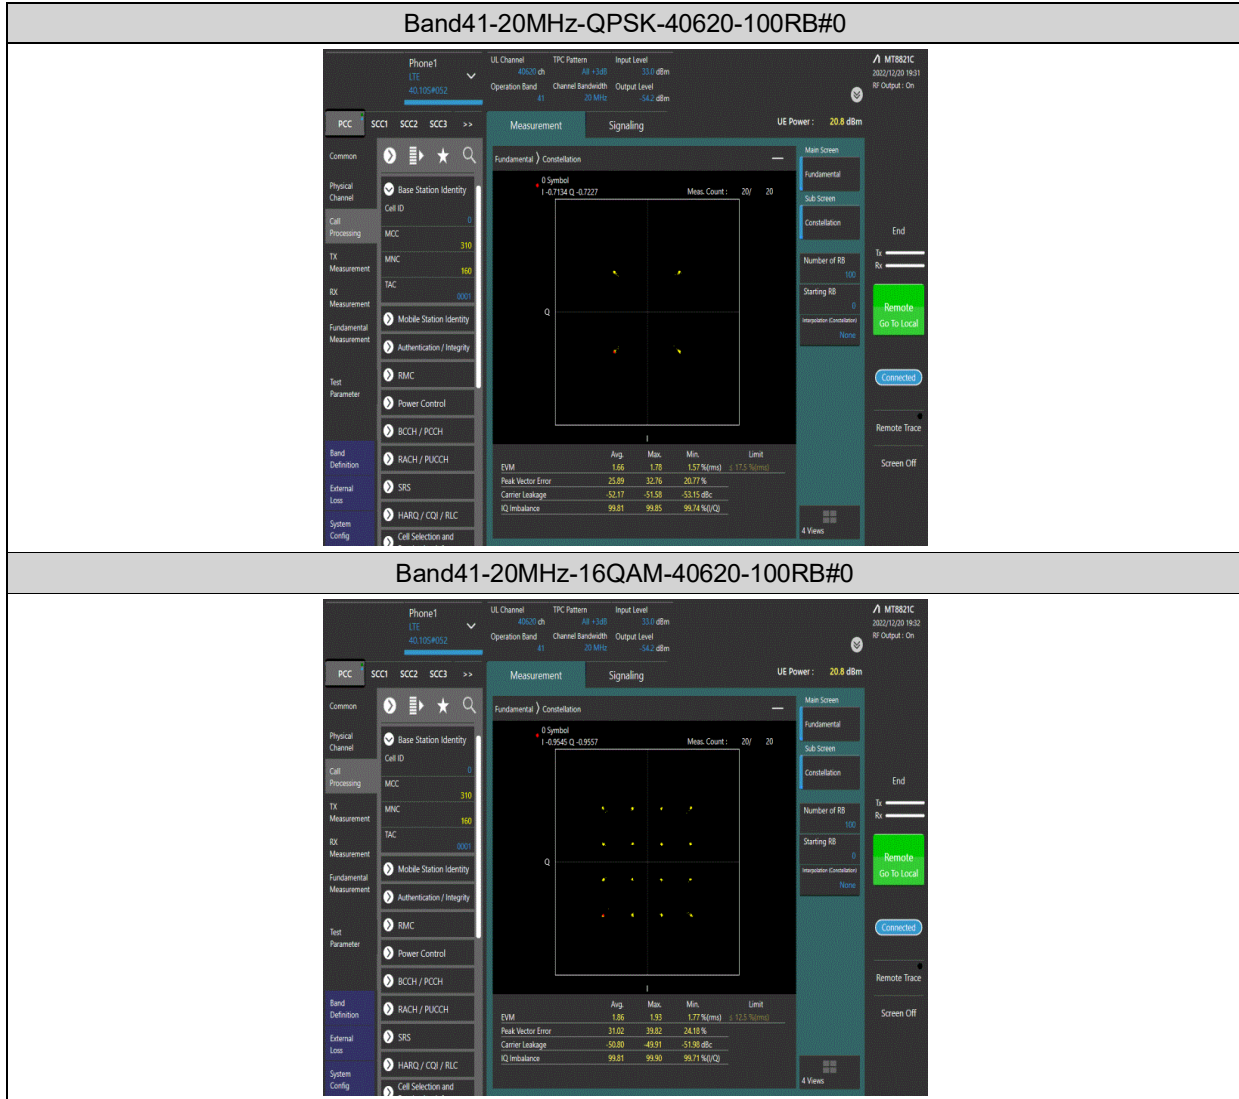 Band41-20MHz-QPSK-40620-100RB#0
Phone1
LTE
40.10S#052
UL Channel TPC Pattern Input Level
40620 ch All +3dB 33.0 dBm
Operation Band Channel Bandwidth Output Level
41 20 MHz -54.2 dBm
MT8821C
2022/12/20 19:31
RF Output : On
PCC SCC1 SCC2 SCC3 >>
Measurement Signaling
UE Power : 20.8 dBm
Common
Physical
Channel
Call
Processing
TX
Measurement
RX
Measurement
Fundamental
Measurement
Test
Parameter
Band
Definition
External
Loss
System
Config
Base Station Identity
Cell ID
0
MCC
310
MNC
160
TAC
0001
Mobile Station Identity
Authentication / Integrity
RMC
Power Control
BCCH / PCCH
RACH / PUCCH
SRS
HARQ / CQI / RLC
Cell Selection and
Fundamental Constellation
0 Symbol
I -0.7134 Q -0.7227 Meas. Count : 20/ 20
Q
I
Avg. Max. Min. Limit
EVM 1.66 1.78 1.57 %(rms) ≤ 17.5 %(rms)
Peak Vector Error 25.89 32.76 20.77 %
Carrier Leakage -52.17 -51.58 -53.15 dBc
IQ Imbalance 99.81 99.85 99.74 %(I/Q)
Main Screen
Fundamental
Sub Screen
Constellation
Number of RB
100
Starting RB
0
Interpolation (Constellation)
None
4 Views
End
Tx
Rx
Remote
Go To Local
Connected
Remote Trace
Screen Off
Band41-20MHz-16QAM-40620-100RB#0
Phone1
LTE
40.10S#052
UL Channel TPC Pattern Input Level
40620 ch All +3dB 33.0 dBm
Operation Band Channel Bandwidth Output Level
41 20 MHz -54.2 dBm
MT8821C
2022/12/20 19:32
RF Output : On
PCC SCC1 SCC2 SCC3 >>
Measurement Signaling
UE Power : 20.8 dBm
Common
Physical
Channel
Call
Processing
TX
Measurement
RX
Measurement
Fundamental
Measurement
Test
Parameter
Band
Definition
External
Loss
System
Config
Base Station Identity
Cell ID
0
MCC
310
MNC
160
TAC
0001
Mobile Station Identity
Authentication / Integrity
RMC
Power Control
BCCH / PCCH
RACH / PUCCH
SRS
HARQ / CQI / RLC
Cell Selection and
Fundamental Constellation
0 Symbol
I -0.9545 Q -0.9557 Meas. Count : 20/ 20
Q
I
Avg. Max. Min. Limit
EVM 1.86 1.93 1.77 %(rms) ≤ 12.5 %(rms)
Peak Vector Error 31.02 39.82 24.18 %
Carrier Leakage -50.80 -49.91 -51.98 dBc
IQ Imbalance 99.81 99.90 99.71 %(I/Q)
Main Screen
Fundamental
Sub Screen
Constellation
Number of RB
100
Starting RB
0
Interpolation (Constellation)
None
4 Views
End
Tx
Rx
Remote
Go To Local
Connected
Remote Trace
Screen Off